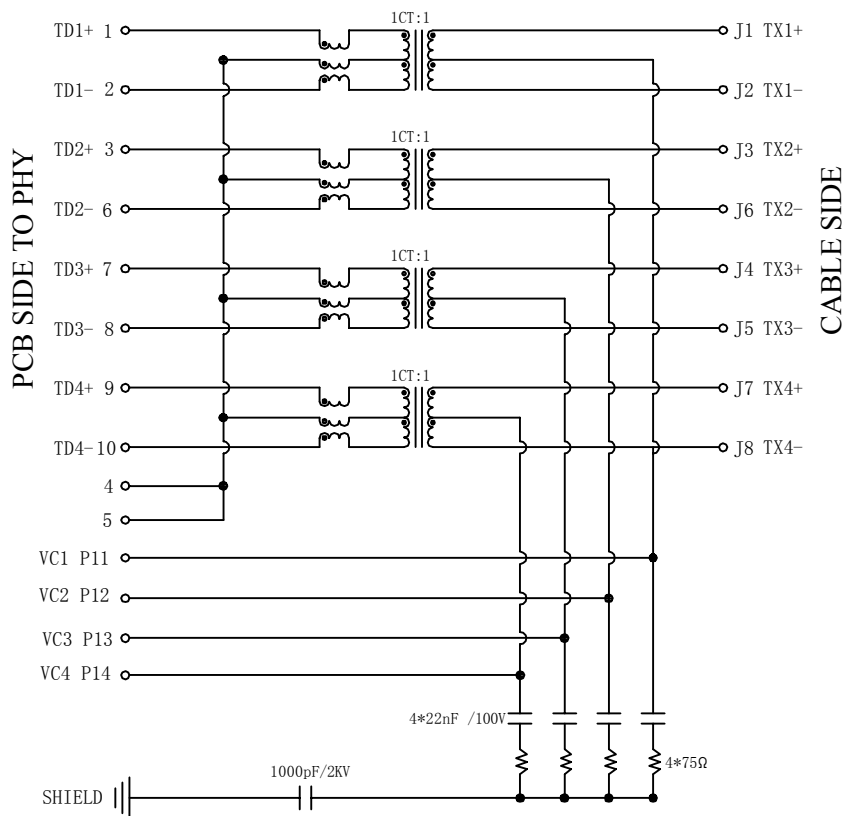 1CT:1
TD1+ 1
J1 TX1+
TD1- 2
J2 TX1-
1CT:1
TD2+ 3
J3 TX2+
TD2- 6
J6 TX2-
1CT:1
TD3+ 7
J4 TX3+
TD3- 8
J5 TX3-
1CT:1
TD4+ 9
J7 TX4+
TD4-10
J8 TX4-
PCB SIDE TO PHY
CABLE SIDE
4
5
VC1 P11
VC2 P12
VC3 P13
VC4 P14
4*22nF /100V
4*75Ω
1000pF/2KV
SHIELD